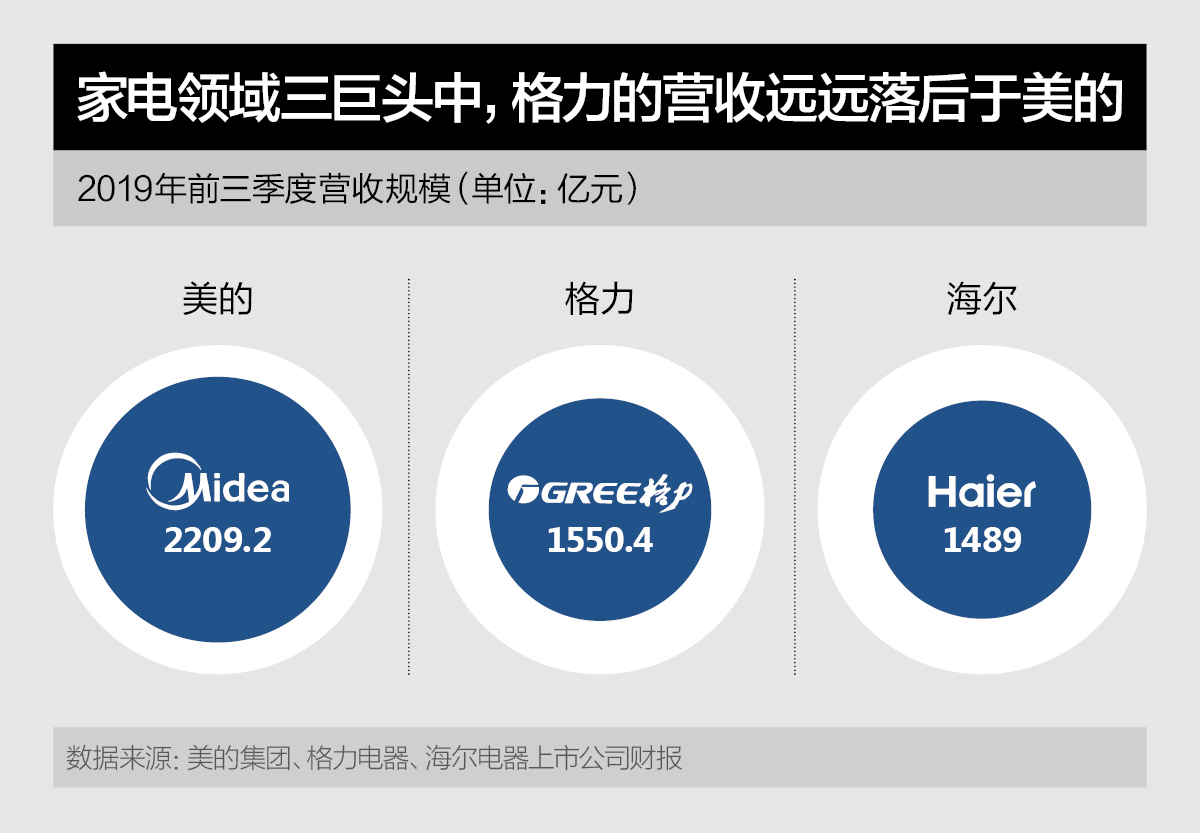 家电领域三巨头中，格力的营收远远落后于美的
2019年前三季度营收规模（单位：亿元）
美的
格力
海尔
Midea
2209.2
GREE格力
1550.4
Haier
1489
数据来源：美的集团、格力电器、海尔电器上市公司财报